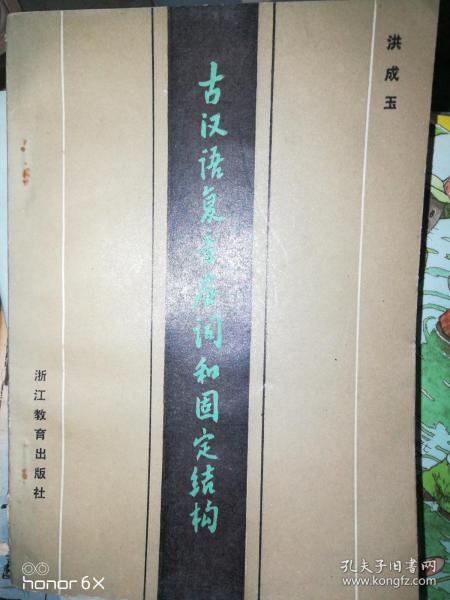 洪成玉
古汉语复音虚词和固定结构
浙江教育出版社
honor 6X
孔夫子旧书网
www.kongfz.com